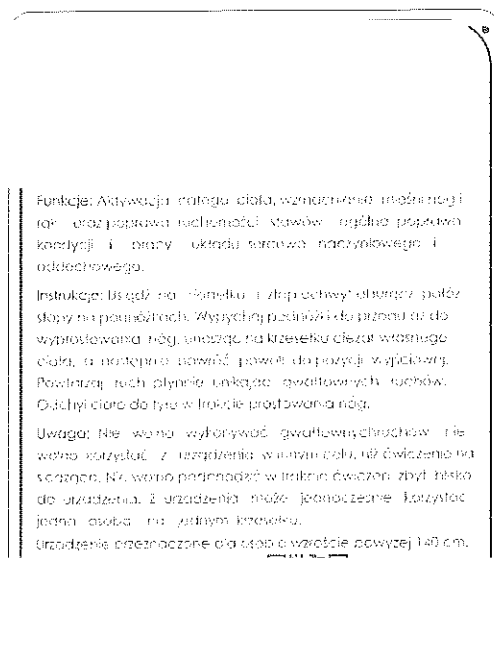 Funkcje: Aktywacja całego ciała, wzmacnianie mięśni nóg i
rąk oraz poprawa ruchomości stawów ogólna poprawa
kondycji i pracy układu sercowo naczyniowego i
oddechowego.
Instrukcja: Usiądź na siodełku i złap uchwyt oburącz połóż
stopy na podnóżkach. Wypychaj podnóżki do przodu aż do
wyprostowania nóg, unosząc na krzesełku ciężar własnego
ciała, a następnie powróć powoli do pozycji wyjściowej.
Powtarzaj ruch płynnie unikając gwałtownych ruchów.
Odchyl ciało do tyłu w trakcie prostowania nóg.
Uwaga: Nie wolno wykonywać gwałtownych ruchów nie
wolno korzystać z urządzenia w innym celu, niż ćwiczenie na
siedząco. Nie wolno podchodzić w trakcie ćwiczeń zbyt blisko
do urządzenia. Z urządzenia może jednocześnie korzystać
jedna osoba na jednym krzesełku.
Urządzenie przeznaczone dla osób o wzroście powyżej 140 cm.